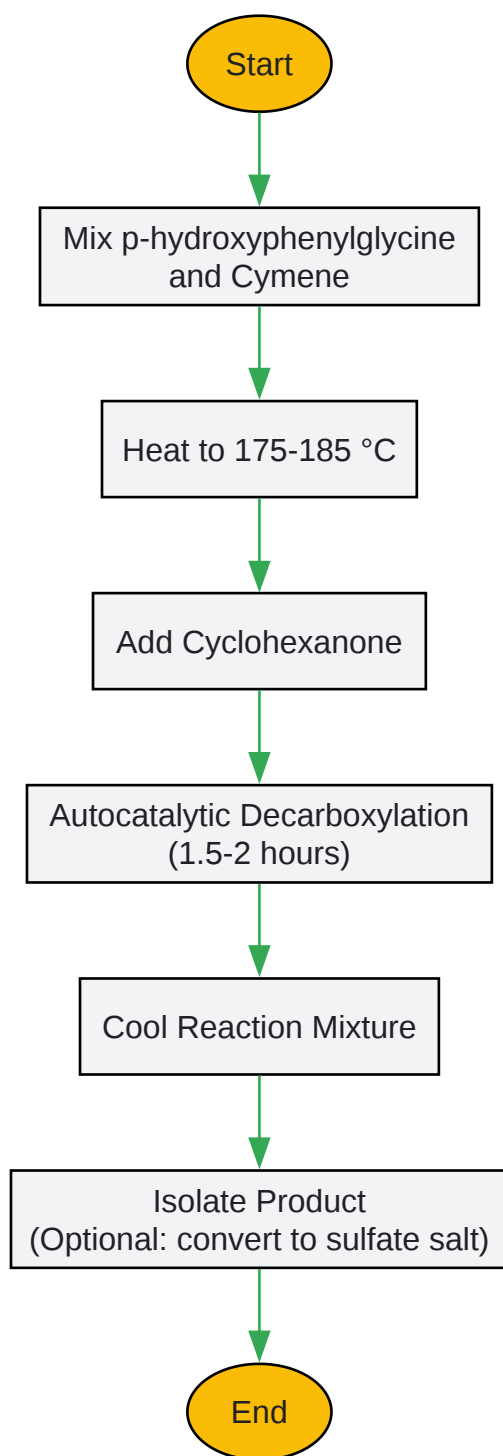 Start
Mix p-hydroxyphenylglycine
and Cymene
Heat to 175-185 °C
Add Cyclohexanone
Autocatalytic Decarboxylation
(1.5-2 hours)
Cool Reaction Mixture
Isolate Product
(Optional: convert to sulfate salt)
End